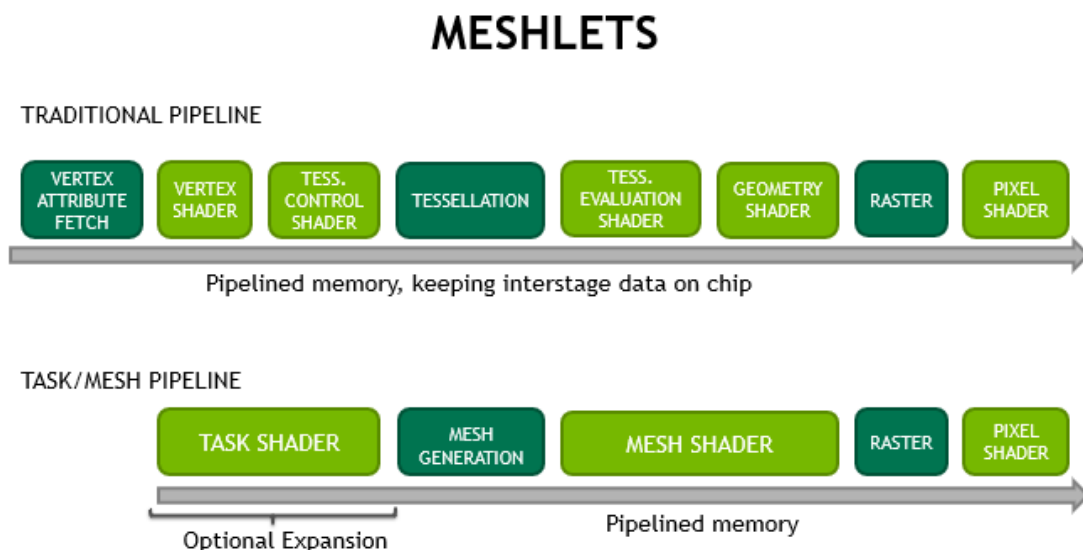 MESHLETS
TRADITIONAL PIPELINE
VERTEX
ATTRIBUTE
FETCH
VERTEX
SHADER
TESS.
CONTROL
SHADER
TESSELLATION
TESS.
EVALUATION
SHADER
GEOMETRY
SHADER
RASTER
PIXEL
SHADER
Pipelined memory, keeping interstage data on chip
TASK/MESH PIPELINE
TASK SHADER
MESH
GENERATION
MESH SHADER
RASTER
PIXEL
SHADER
Optional Expansion
Pipelined memory